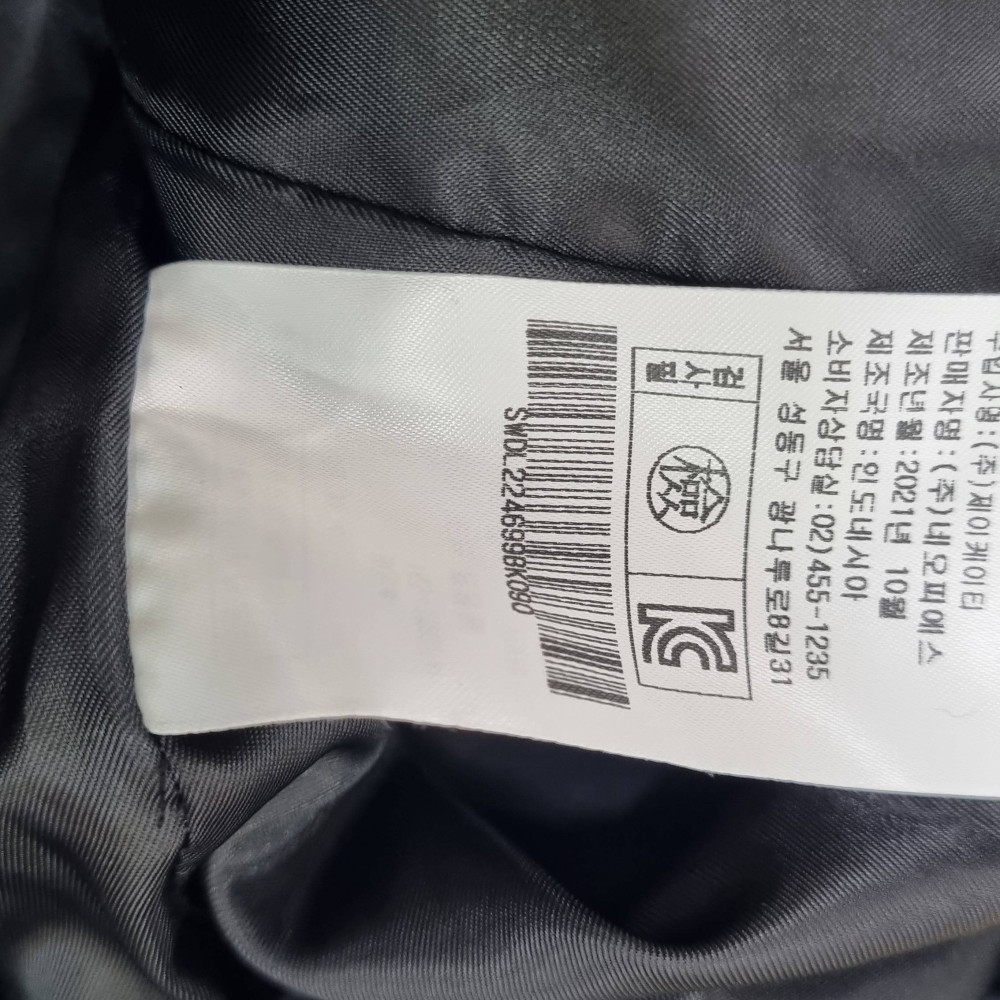 수입자명:(주)제이케이티
판매자명:(주)네오피에스
제조년월:2021년 10월
제조국명:인도네시아
소비자상담실:02)455-1235
서울 성동구 광나루로8길31
검사필
檢
KC
SWDL224699BK090